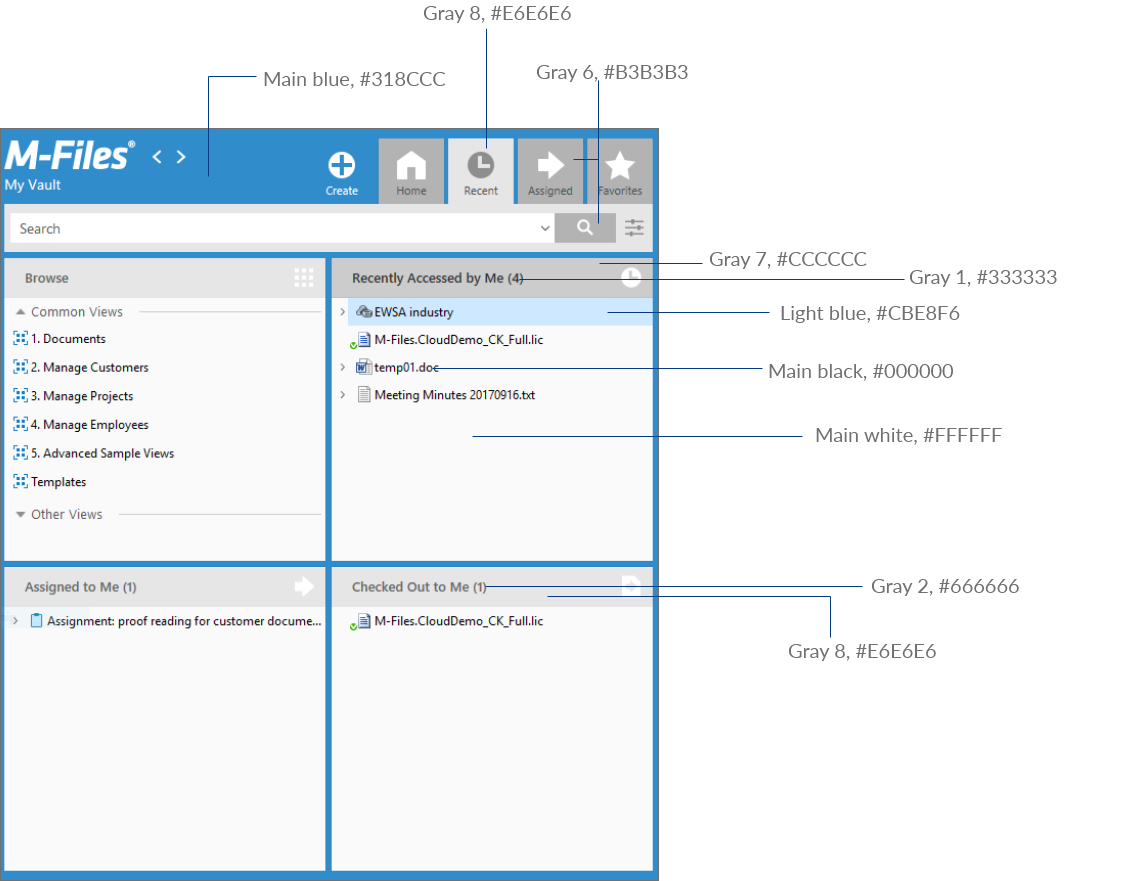 Gray 8, #E6E6E6
Main blue, #318CCC
Gray 6, #B3B3B3
M-Files®
My Vault
Create
Home
Recent
Assigned
Favorites
Search
Gray 7, #CCCCCC
Browse
Recently Accessed by Me (4)
Gray 1, #333333
Common Views
EWSA industry
Light blue, #CBE8F6
1. Documents
M-Files.CloudDemo_CK_Full.lic
2. Manage Customers
temp01.doc
Main black, #000000
3. Manage Projects
Meeting Minutes 20170916.txt
4. Manage Employees
Main white, #FFFFFF
5. Advanced Sample Views
Templates
Other Views
Assigned to Me (1)
Checked Out to Me (1)
Gray 2, #666666
Assignment: proof reading for customer docume...
M-Files.CloudDemo_CK_Full.lic
Gray 8, #E6E6E6